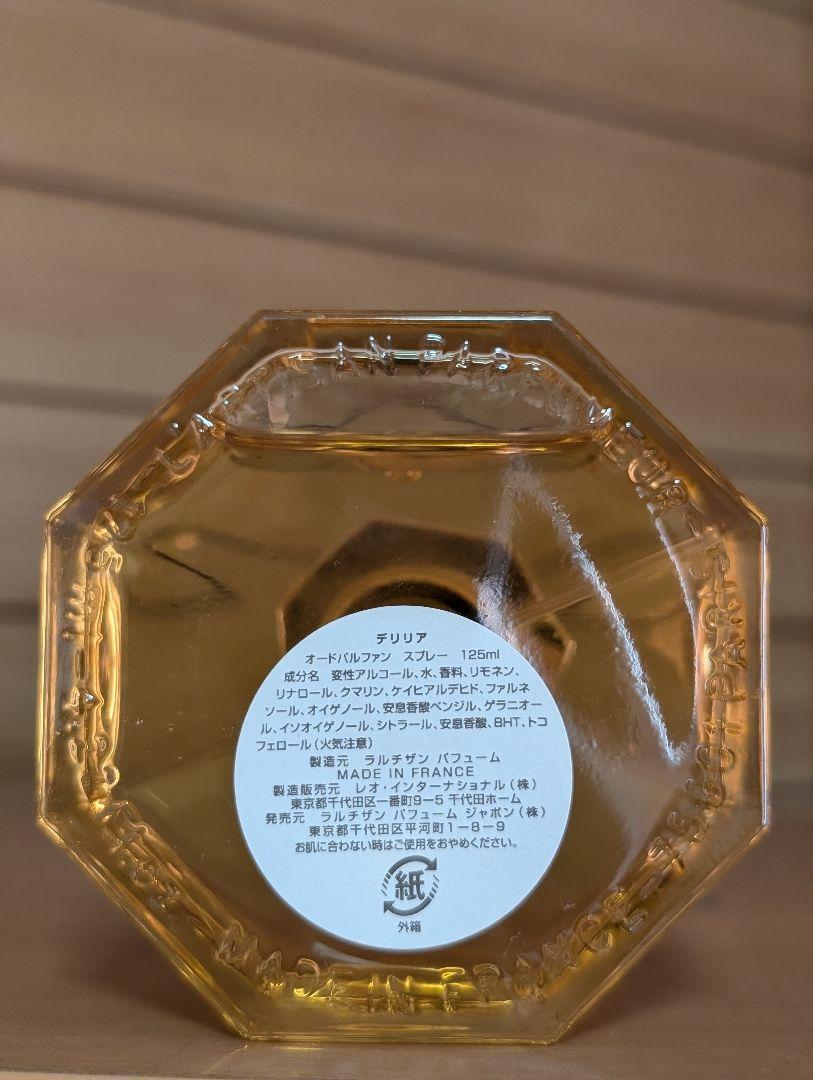 デリリア
オードパルファン スプレー 125ml
成分名 変性アルコール、水、香料、リモネン、
リナロール、クマリン、ケイヒアルデヒド、ファルネ
ソール、オイゲノール、安息香酸ベンジル、ゲラニオー
ル、イソオイゲノール、シトラール、安息香酸、BHT、トコ
フェロール(火気注意)
製造元 ラルチザン パフューム
MADE IN FRANCE
製造販売元 レオ・インターナショナル(株)
東京都千代田区一番町9-5 千代田ホーム
発売元 ラルチザン パフューム ジャポン(株)
東京都千代田区平河町1-8-9
お肌に合わない時はご使用をおやめください。
紙
外箱
MADE IN FRANCE